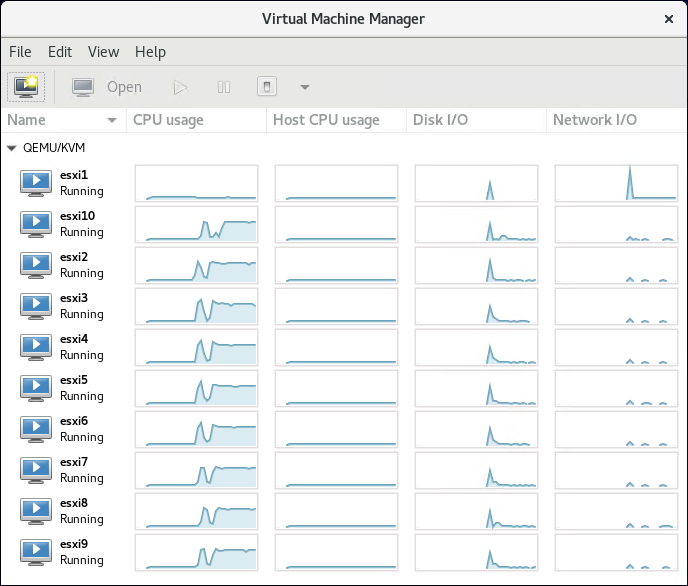 Virtual Machine Manager ×
File Edit View Help
Open
Name CPU usage Host CPU usage Disk I/O Network I/O
QEMU/KVM
esxi1
Running
esxi10
Running
esxi2
Running
esxi3
Running
esxi4
Running
esxi5
Running
esxi6
Running
esxi7
Running
esxi8
Running
esxi9
Running